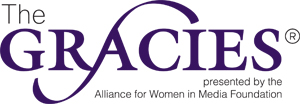 The
GRACIES®
presented by the
Alliance for Women in Media Foundation